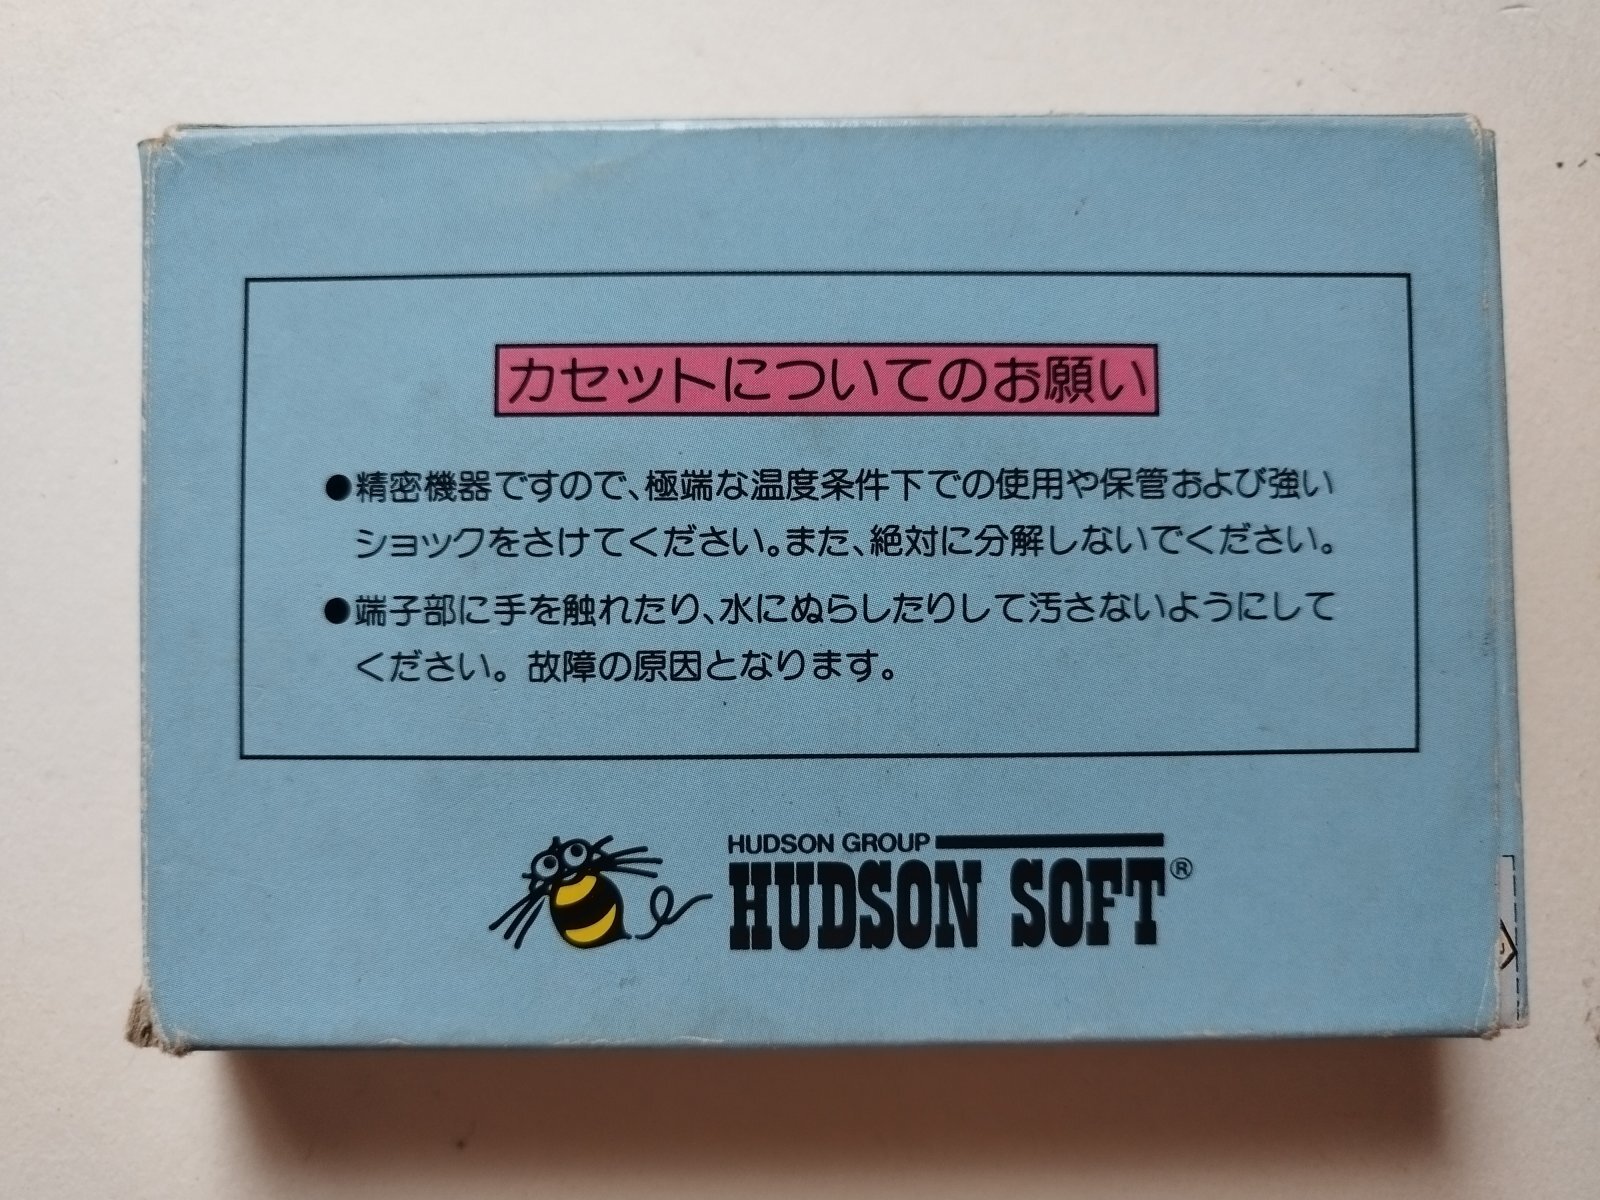 カセットについてのお願い
●精密機器ですので、極端な温度条件下での使用や保管および強い
ショックをさけてください。また、絶対に分解しないでください。
●端子部に手を触れたり、水にぬらしたりして汚さないようにして
ください。故障の原因となります。
HUDSON GROUP
HUDSON SOFT®